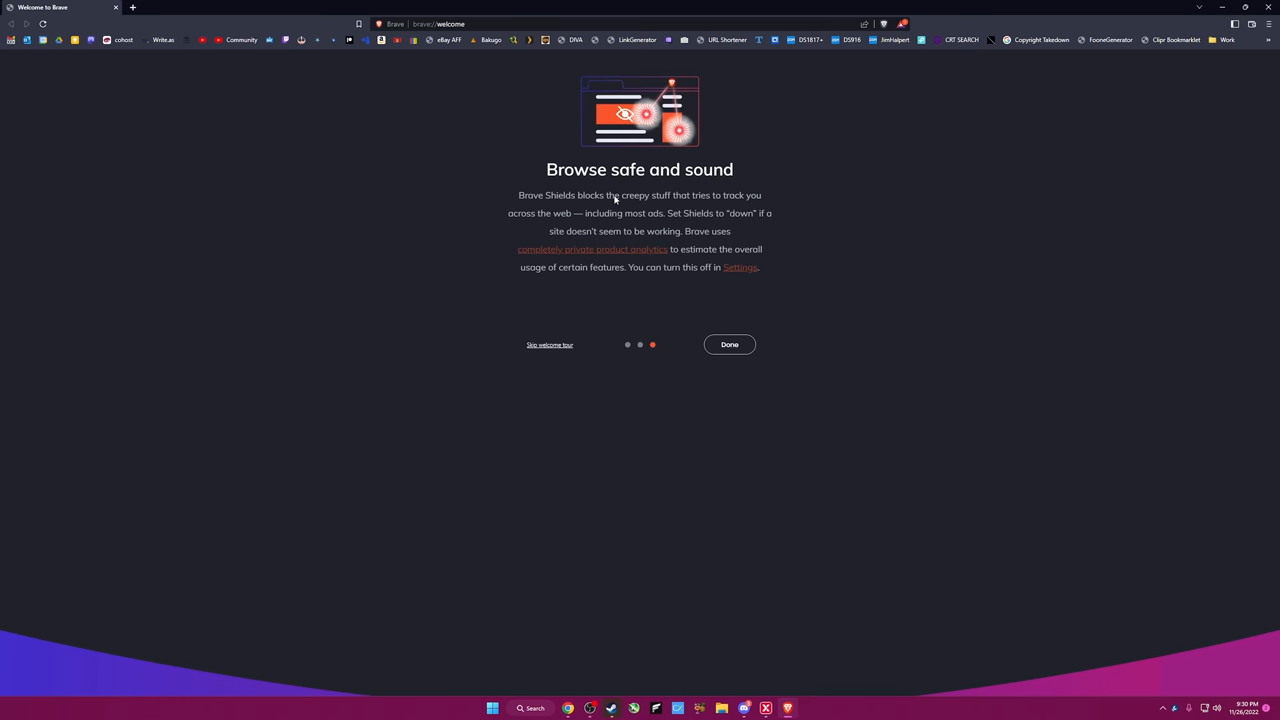 Welcome to Brave
Brave
brave://welcome
cohost
Write.as
Community
eBay AFF
Bakugo
DIVA
LinkGenerator
URL Shortener
DS1817+
DS916
JimHalpert
CRT SEARCH
Copyright Takedown
FooneGenerator
Clipr Bookmarklet
Work
Browse safe and sound
Brave Shields blocks the creepy stuff that tries to track you
across the web — including most ads. Set Shields to “down” if a
site doesn't seem to be working. Brave uses
completely private product analytics to estimate the overall
usage of certain features. You can turn this off in Settings.
Skip welcome tour
Done
Search
9:30 PM
11/26/2022